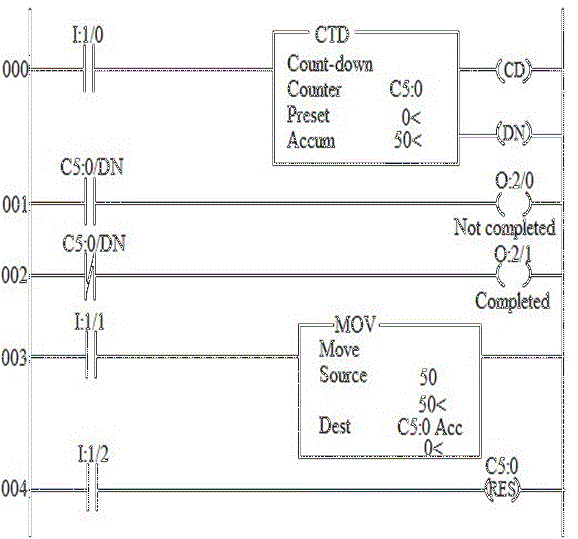 I:1/0
CTD
000
Count-down
(CD)
Counter C5:0
Preset 0<
Accum 50<
(DN)
C5:0/DN
O:2/0
001
Not completed
C5:0/DN
O:2/1
002
Completed
I:1/1
MOV
003
Move
Source 50
50<
Dest C5:0 Acc
0<
I:1/2
C5:0
004
(RES)